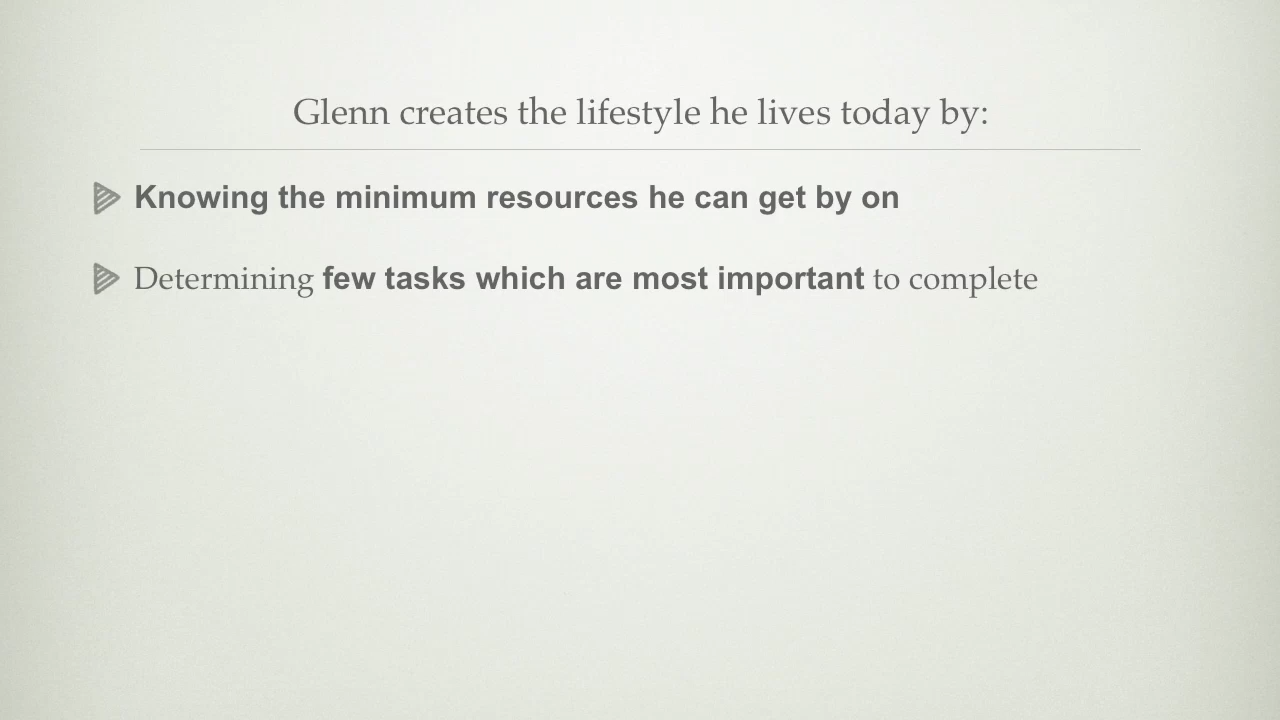 Glenn creates the lifestyle he lives today by:
Knowing the minimum resources he can get by on
Determining few tasks which are most important to complete